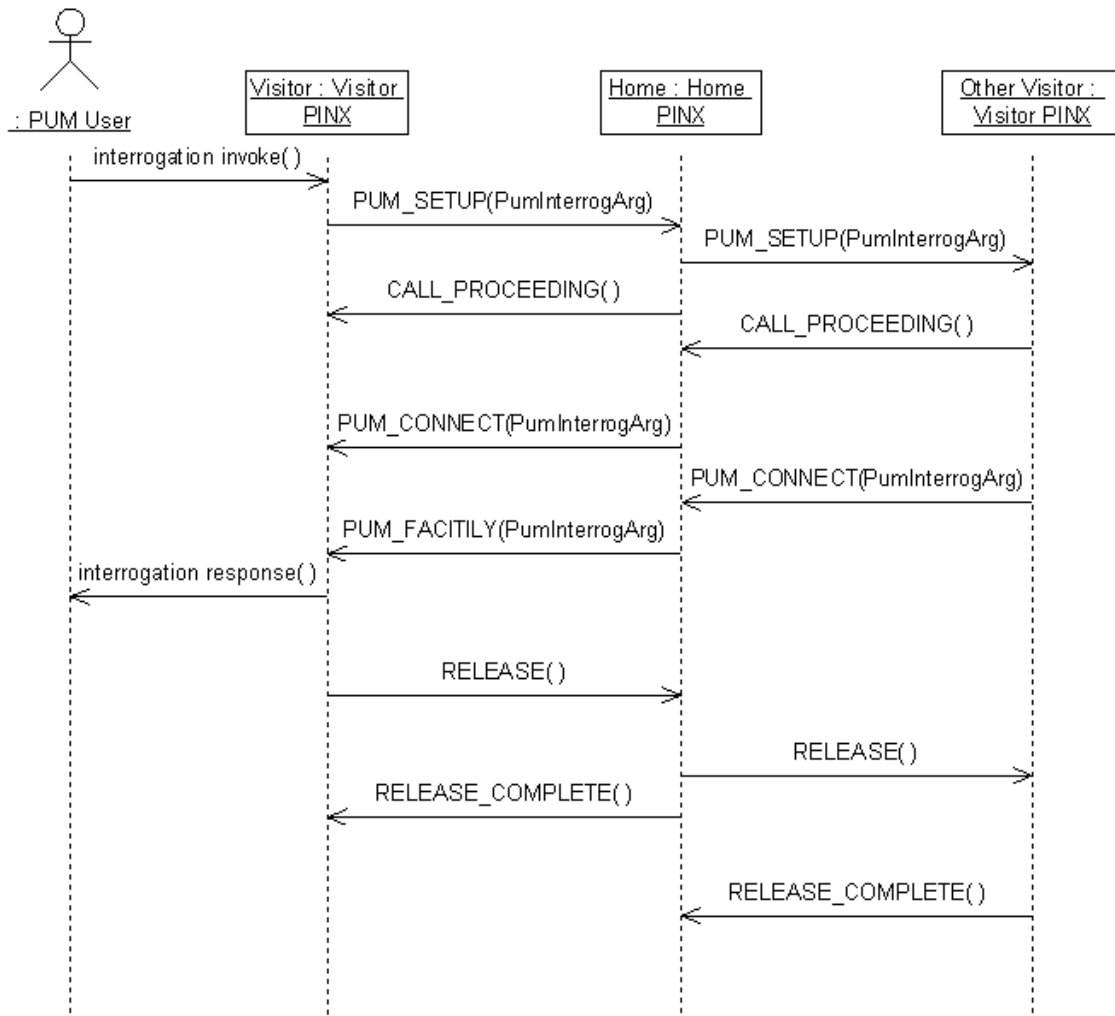 : PUM User
Visitor : Visitor
PINX
Home : Home
PINX
Other Visitor :
Visitor PINX
interrogation invoke( )
PUM_SETUP(PumInterrogArg)
PUM_SETUP(PumInterrogArg)
CALL_PROCEEDING( )
CALL_PROCEEDING( )
PUM_CONNECT(PumInterrogArg)
PUM_CONNECT(PumInterrogArg)
PUM_FACITILY(PumInterrogArg)
interrogation response( )
RELEASE( )
RELEASE( )
RELEASE_COMPLETE( )
RELEASE_COMPLETE( )